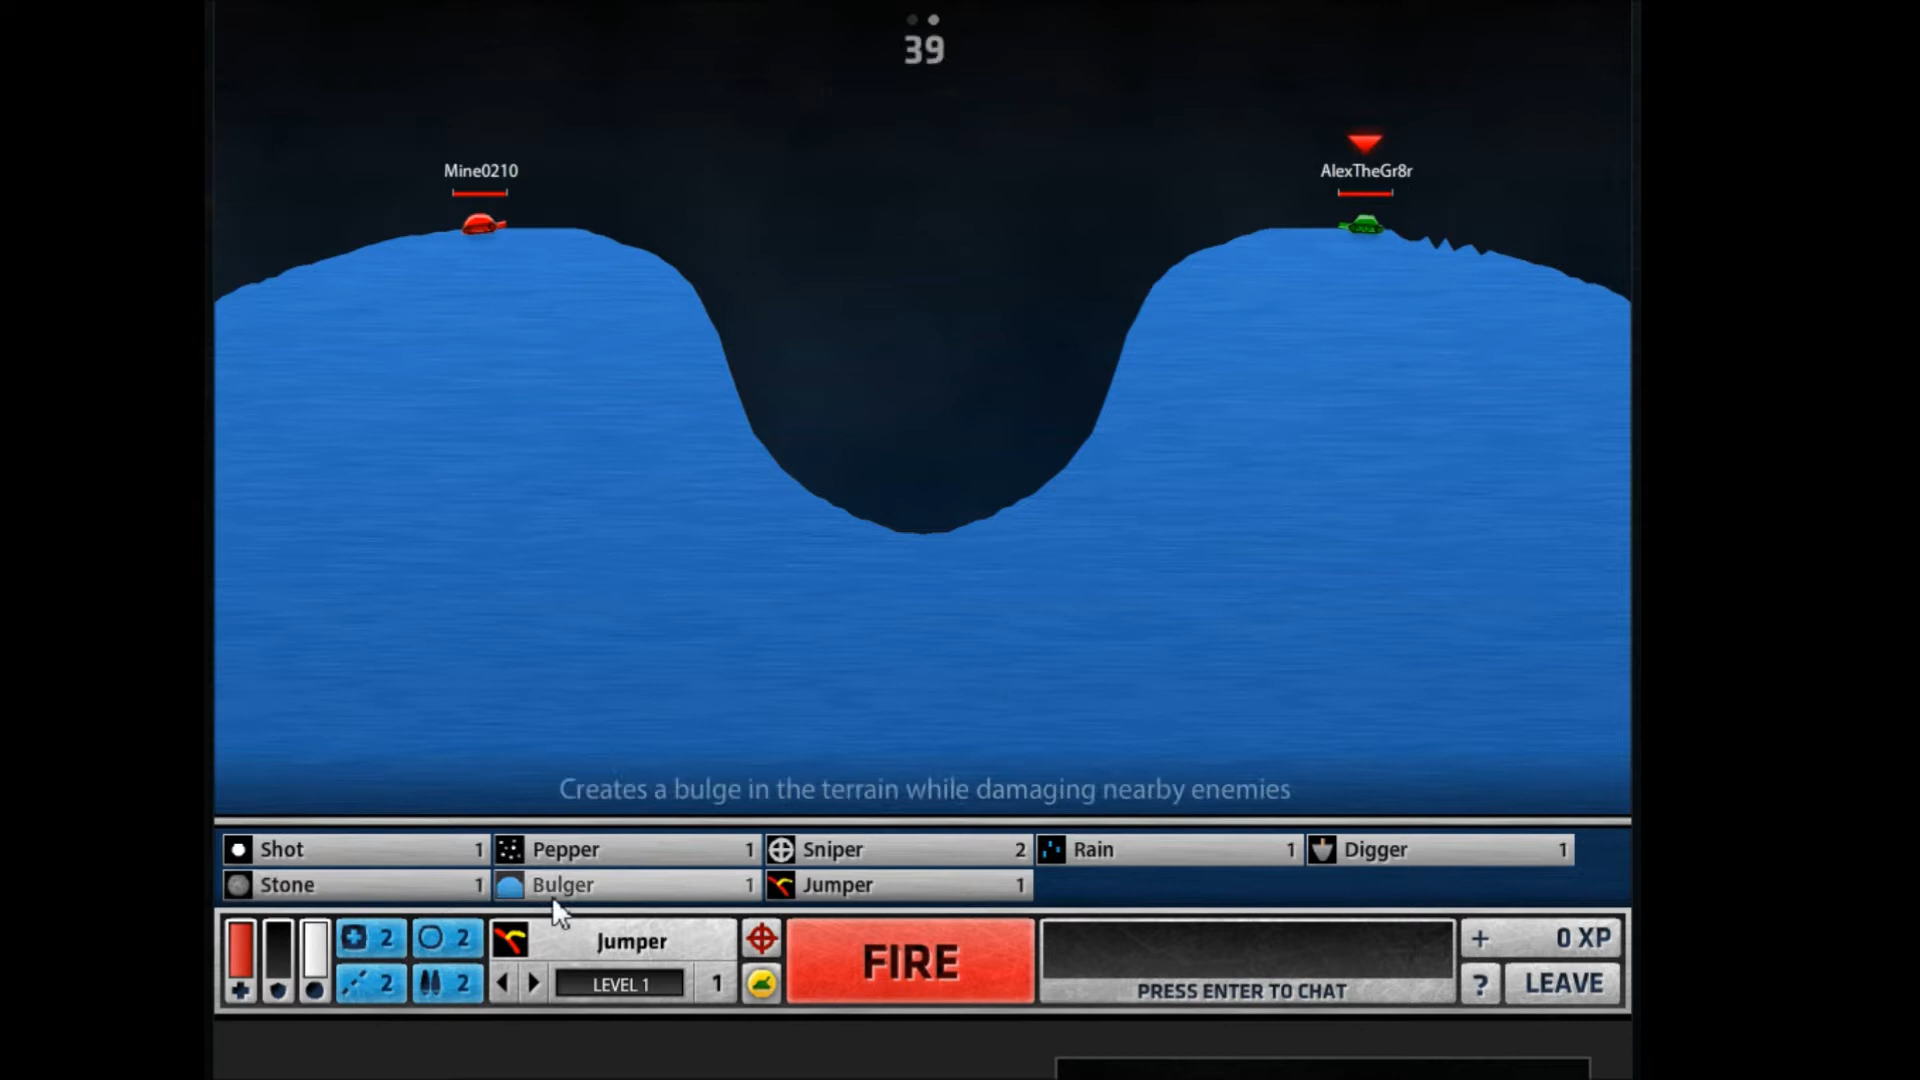 39
Mine0210
AlexTheGr8r
Creates a bulge in the terrain while damaging nearby enemies
Shot 1 Pepper 1 Sniper 2 Rain 1 Digger 1
Stone 1 Bulger 1 Jumper 1
2 2 Jumper FIRE + 0 XP
2 2 LEVEL 1 1 PRESS ENTER TO CHAT ? LEAVE